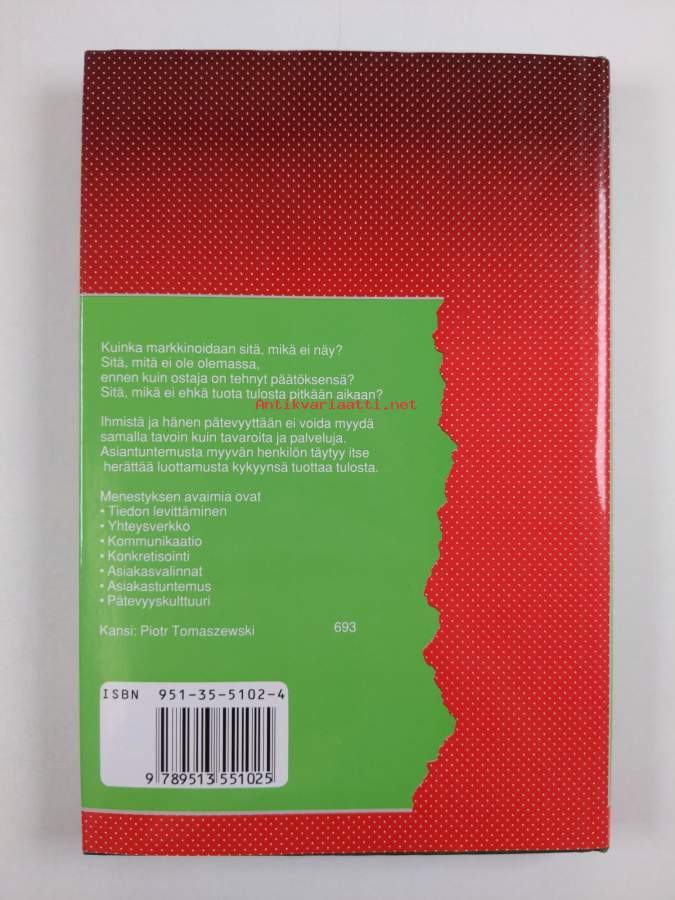 Kuinka markkinoidaan sitä, mikä ei näy?
Sitä, mitä ei ole olemassa,
ennen kuin ostaja on tehnyt päätöksensä?
Sitä, mikä ei ehkä tuota tulosta pitkään aikaan?
Antikvariaatti.net
Ihmistä ja hänen pätevyyttään ei voida myydä
samalla tavoin kuin tavaroita ja palveluja.
Asiantuntemusta myyvän henkilön täytyy itse
herättää luottamusta kykyynsä tuottaa tulosta.
Menestyksen avaimia ovat
• Tiedon levittäminen
• Yhteysverkko
• Kommunikaatio
• Konkretisointi
• Asiakasvalinnat
• Asiakastuntemus
• Pätevyyskulttuuri
Kansi: Piotr Tomaszewski 693
ISBN 951-35-5102-4
9 789513 551025